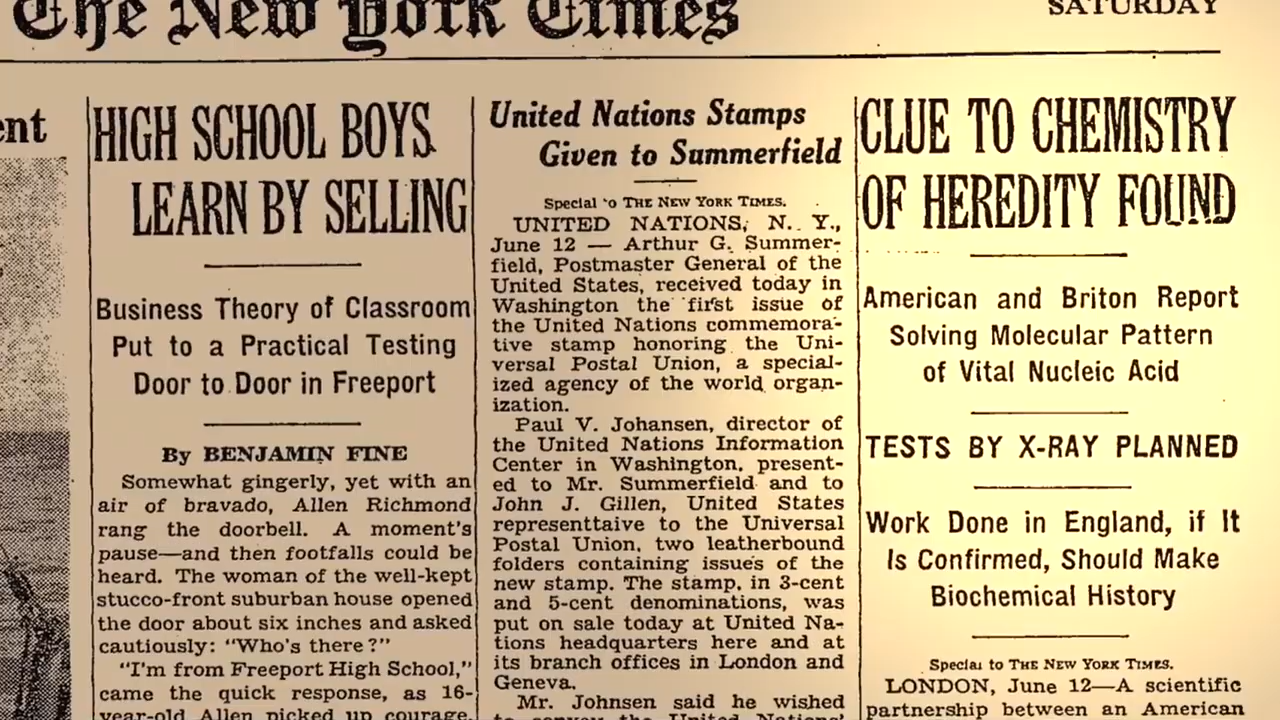 The New York Times
SATURDAY
ent
HIGH SCHOOL BOYS
LEARN BY SELLING
Business Theory of Classroom
Put to a Practical Testing
Door to Door in Freeport
By BENJAMIN FINE
Somewhat gingerly, yet with an
air of bravado, Allen Richmond
rang the doorbell. A moment's
pause—and then footfalls could be
heard. The woman of the well-kept
stucco-front suburban house opened
the door about six inches and asked
cautiously: "Who's there?"
"I'm from Freeport High School,"
came the quick response, as 16-
year-old Allen picked up courage.
United Nations Stamps
Given to Summerfield
Special to THE NEW YORK TIMES.
UNITED NATIONS, N. Y.,
June 12 — Arthur G. Summer-
field, Postmaster General of the
United States, received today in
Washington the first issue of
the United Nations commemora-
tive stamp honoring the Uni-
versal Postal Union, a special-
ized agency of the world organ-
ization.
Paul V. Johansen, director of
the United Nations Information
Center in Washington, present-
ed to Mr. Summerfield and to
John J. Gillen, United States
representtaive to the Universal
Postal Union, two leatherbound
folders containing issues of the
new stamp. The stamp, in 3-cent
and 5-cent denominations, was
put on sale today at United Na-
tions headquarters here and at
its branch offices in London and
Geneva.
Mr. Johnsen said he wished
to convey the United Nations'
CLUE TO CHEMISTRY
OF HEREDITY FOUND
American and Briton Report
Solving Molecular Pattern
of Vital Nucleic Acid
TESTS BY X-RAY PLANNED
Work Done in England, if It
Is Confirmed, Should Make
Biochemical History
Special to THE NEW YORK TIMES.
LONDON, June 12—A scientific
partnership between an American